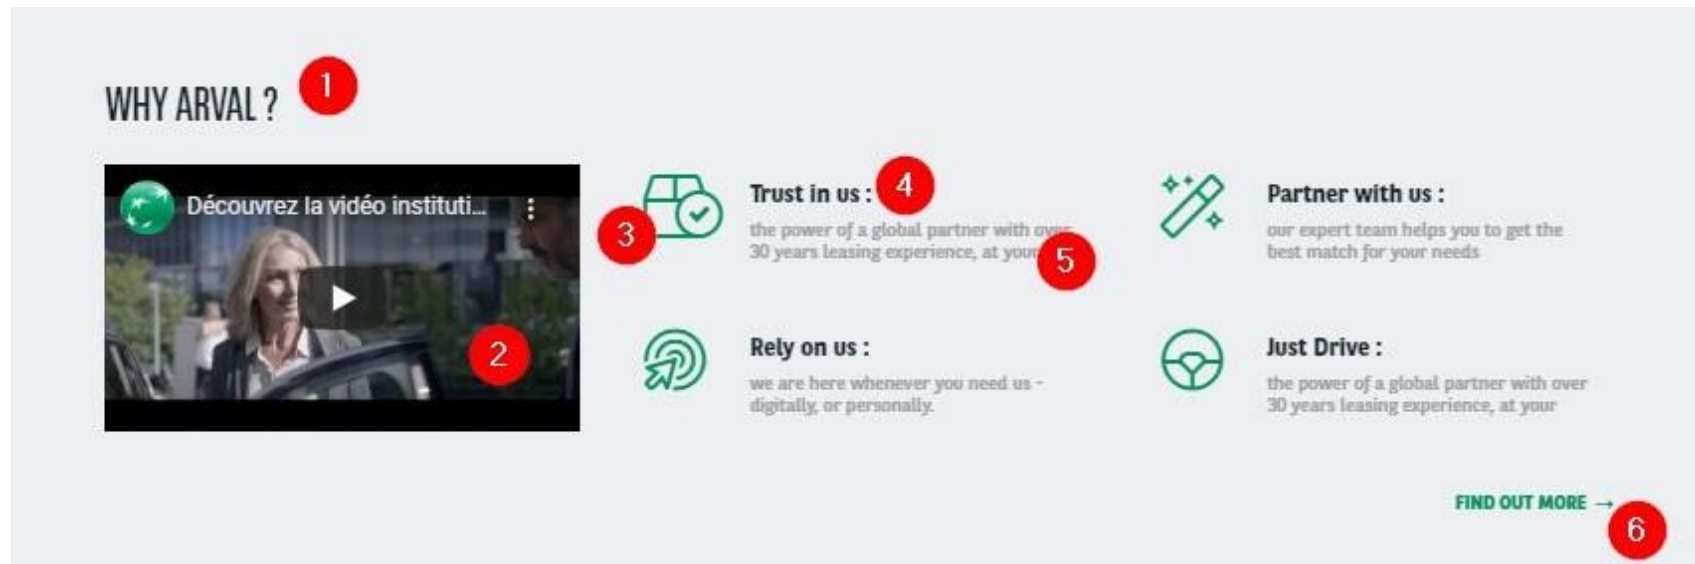 WHY ARVAL ?
1
Découvrez la vidéo instituti...
2
3
Trust in us :
4
the power of a global partner with over
30 years leasing experience, at your
5
Partner with us :
our expert team helps you to get the
best match for your needs
Rely on us :
we are here whenever you need us -
digitally, or personally.
Just Drive :
the power of a global partner with over
30 years leasing experience, at your
FIND OUT MORE →
6